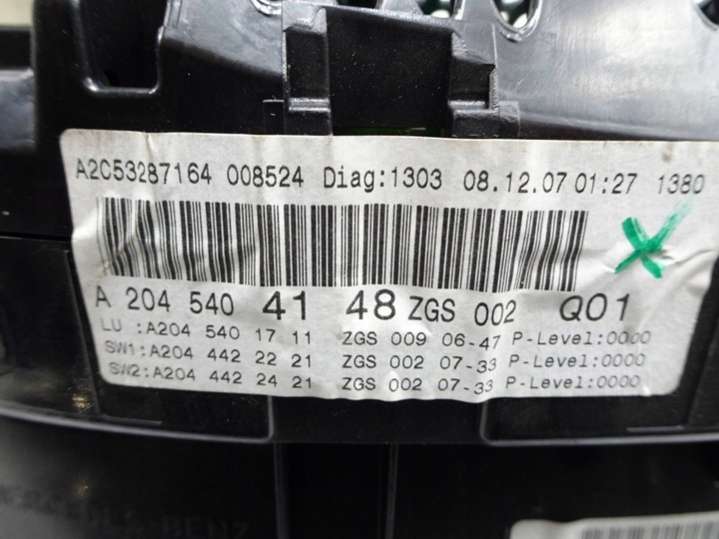 A2C53287164 008524 Diag:1303 08.12.07 01:27 1380
A 204 540 41 48 ZGS 002 Q01
LU :A204 540 17 11 ZGS 009 06-47 P-Level:0000
SW1:A204 442 22 21 ZGS 002 07-33 P-Level:0000
SW2:A204 442 24 21 ZGS 002 07-33 P-Level:0000